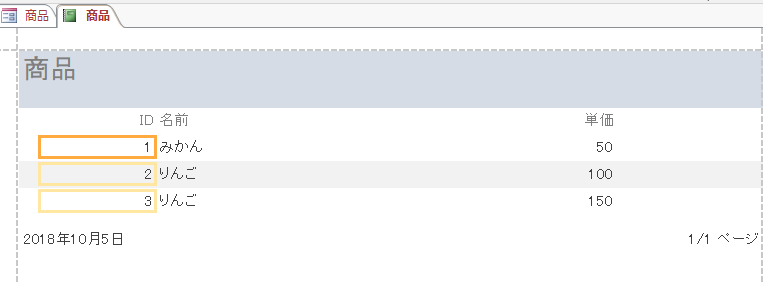 商品 商品
商品
ID 名前 単価
1 みかん 50
2 りんご 100
3 りんご 150
2018年10月5日 1/1 ページ